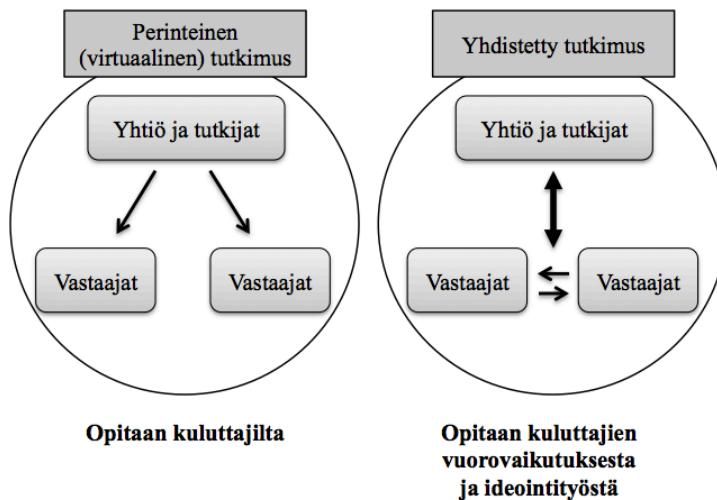 Perinteinen
(virtuaalinen) tutkimus
Yhtiö ja tutkijat
Vastaajat
Vastaajat
Opitaan kuluttajilta
Yhdistetty tutkimus
Yhtiö ja tutkijat
Vastaajat
Vastaajat
Opitaan kuluttajien
vuorovaikutuksesta
ja ideointityöstä